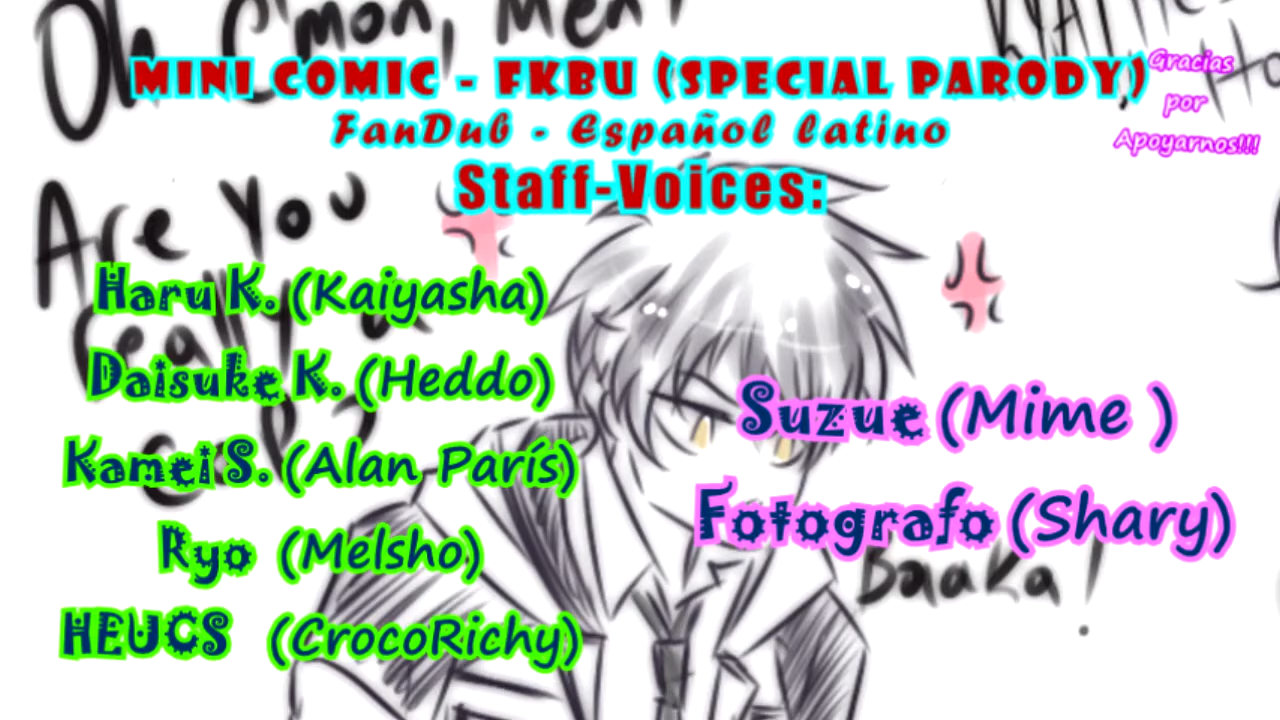 Oh, C'mon, Men!
MINI COMIC - FKBU (SPECIAL PARODY)
FanDub - Español latino
Staff-Voices:
Gracias
por
Apoyarnos!!!
Are You
really a
Haru K. (Kaiyasha)
Daisuke K. (Heddo)
Kamei S. (Alan París)
Ryo (Melsho)
HEUCS (CrocoRichy)
Suzue (Mime )
Fotografo (Shary)
Baaka!